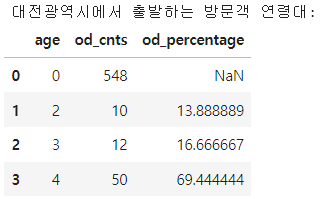 대전광역시에서 출발하는 방문객 연령대:
age od_cnts od_percentage
0 0 548 NaN
1 2 10 13.888889
2 3 12 16.666667
3 4 50 69.444444